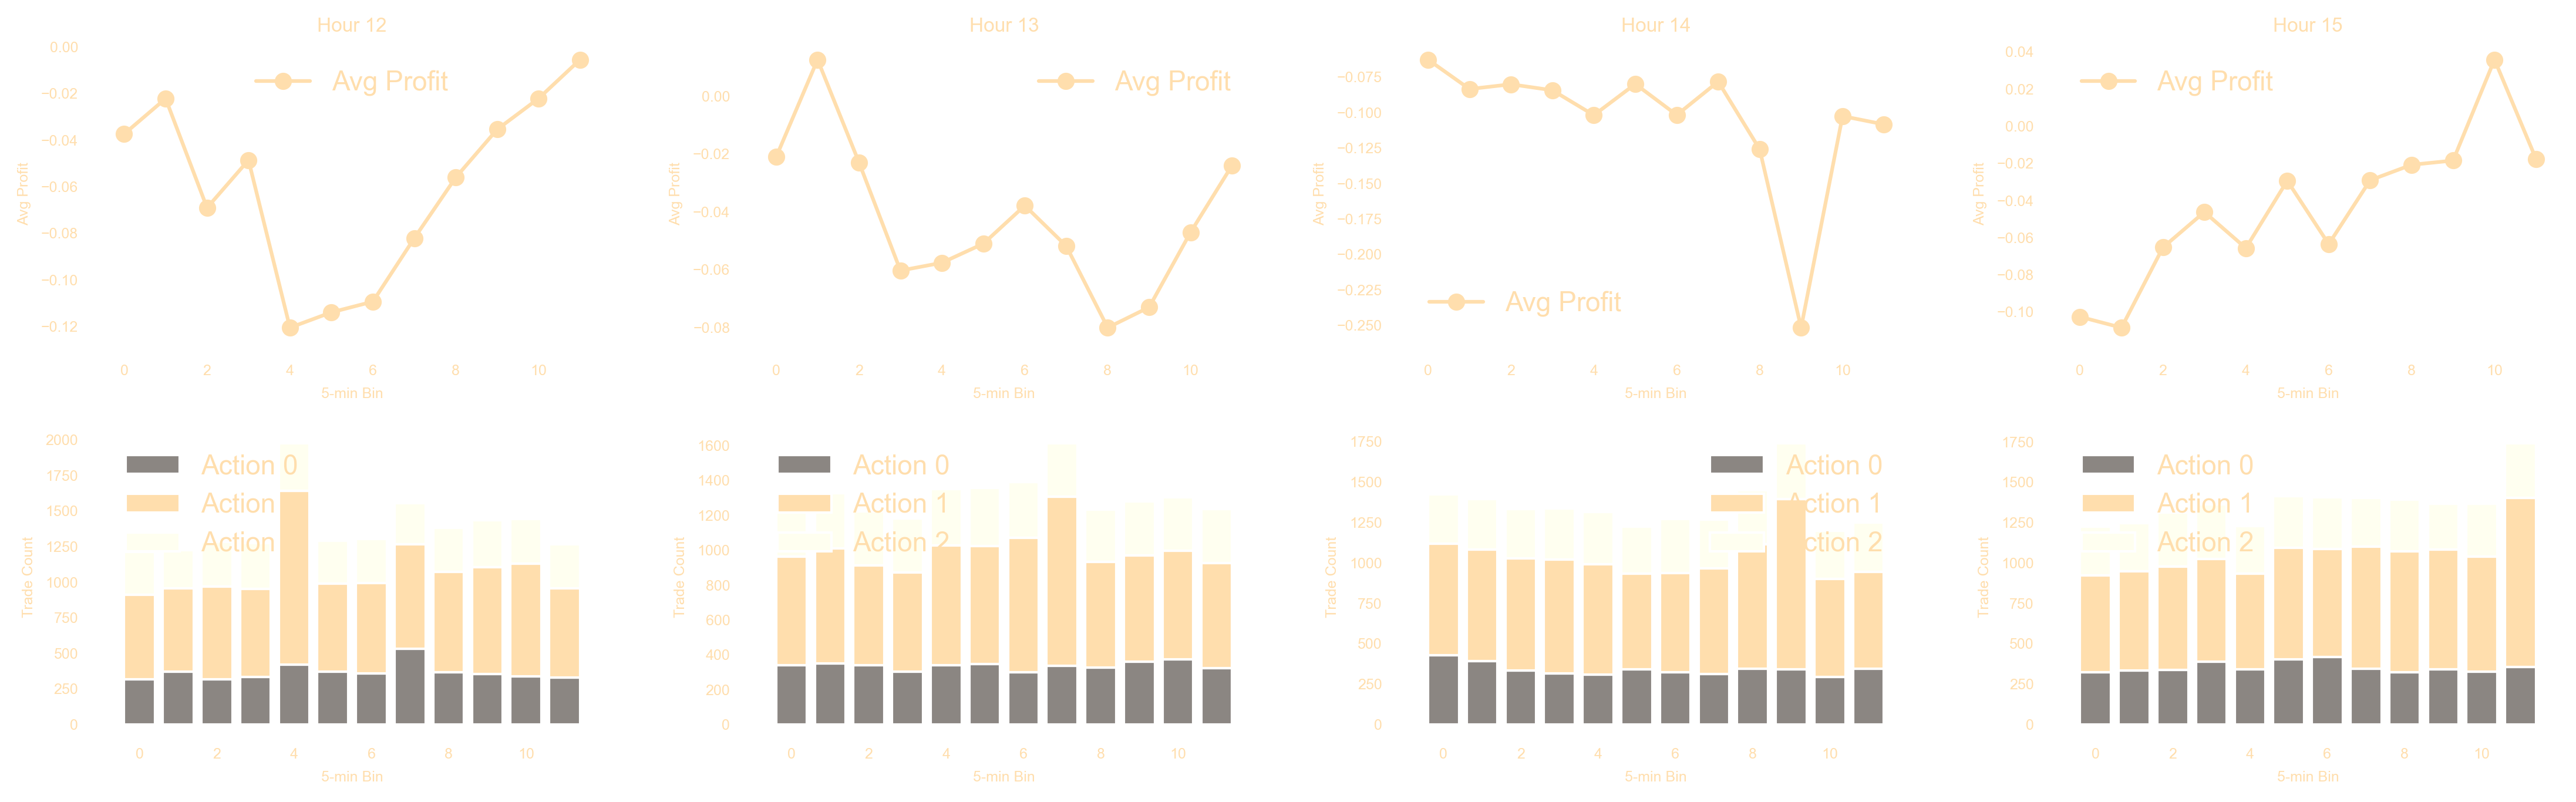 Hour 12
Avg Profit
0.00
−0.02
−0.04
−0.06
−0.08
−0.10
−0.12
Avg Profit
0 2 4 6 8 10
5-min Bin
Hour 13
Avg Profit
0.00
−0.02
−0.04
−0.06
−0.08
Avg Profit
0 2 4 6 8 10
5-min Bin
Hour 14
Avg Profit
−0.075
−0.100
−0.125
−0.150
−0.175
−0.200
−0.225
−0.250
Avg Profit
0 2 4 6 8 10
5-min Bin
Hour 15
Avg Profit
0.04
0.02
0.00
−0.02
−0.04
−0.06
−0.08
−0.10
Avg Profit
0 2 4 6 8 10
5-min Bin
Trade Count
2000
1750
1500
1250
1000
750
500
250
0
Action 0
Action
Action
0 2 4 6 8 10
5-min Bin
Trade Count
1600
1400
1200
1000
800
600
400
200
0
Action 0
Action 1
Action 2
0 2 4 6 8 10
5-min Bin
Trade Count
1750
1500
1250
1000
750
500
250
0
Action 0
Action 1
Action 2
0 2 4 6 8 10
5-min Bin
Trade Count
1750
1500
1250
1000
750
500
250
0
Action 0
Action 1
Action 2
0 2 4 6 8 10
5-min Bin